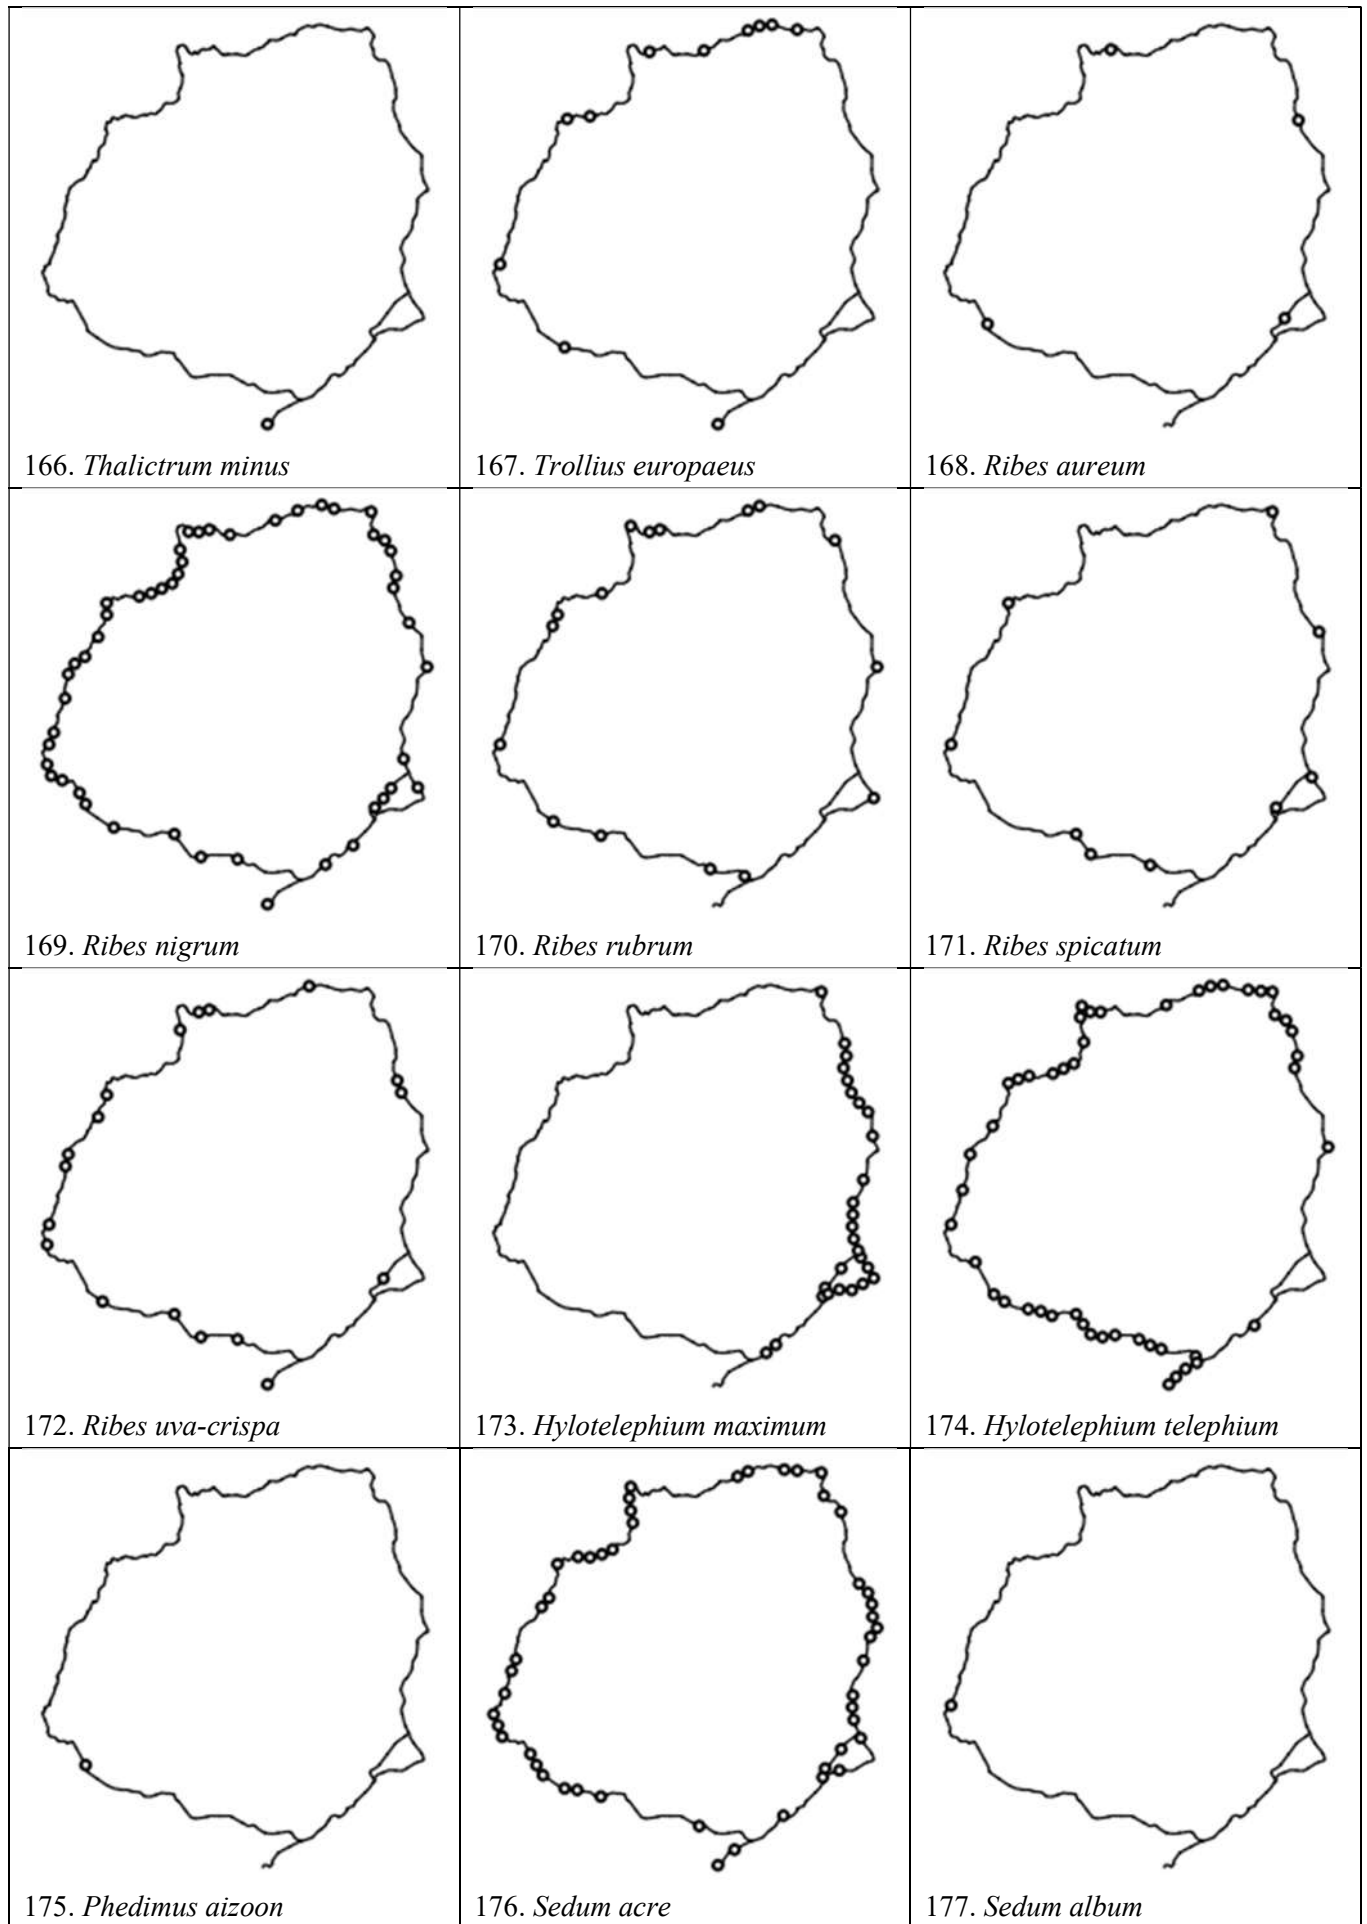 166. Thalictrum minus
167. Trollius europaeus
168. Ribes aureum
169. Ribes nigrum
170. Ribes rubrum
171. Ribes spicatum
172. Ribes uva-crispa
173. Hylotelephium maximum
174. Hylotelephium telephium
175. Phedimus aizoon
176. Sedum acre
177. Sedum album